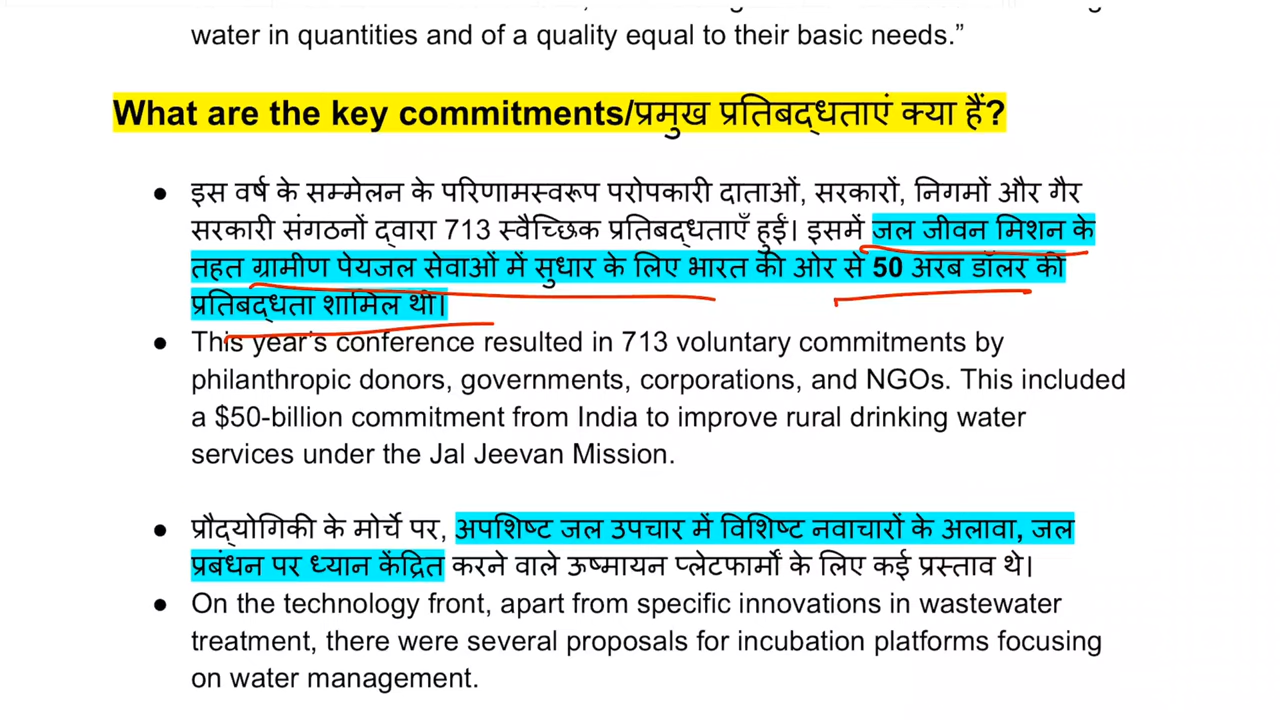 water in quantities and of a quality equal to their basic needs.”
What are the key commitments/प्रमुख प्रतिबद्धताएं क्या हैं?
● इस वर्ष के सम्मेलन के परिणामस्वरूप परोपकारी दाताओं, सरकारों, निगमों और गैर
सरकारी संगठनों द्वारा 713 स्वैच्छिक प्रतिबद्धताएँ हुईं। इसमें जल जीवन मिशन के
तहत ग्रामीण पेयजल सेवाओं में सुधार के लिए भारत की ओर से 50 अरब डॉलर की
प्रतिबद्धता शामिल थी।
● This year’s conference resulted in 713 voluntary commitments by
philanthropic donors, governments, corporations, and NGOs. This included
a $50-billion commitment from India to improve rural drinking water
services under the Jal Jeevan Mission.
● प्रौद्योगिकी के मोर्चे पर, अपशिष्ट जल उपचार में विशिष्ट नवाचारों के अलावा, जल
प्रबंधन पर ध्यान केंद्रित करने वाले ऊष्मायन प्लेटफार्मों के लिए कई प्रस्ताव थे।
● On the technology front, apart from specific innovations in wastewater
treatment, there were several proposals for incubation platforms focusing
on water management.